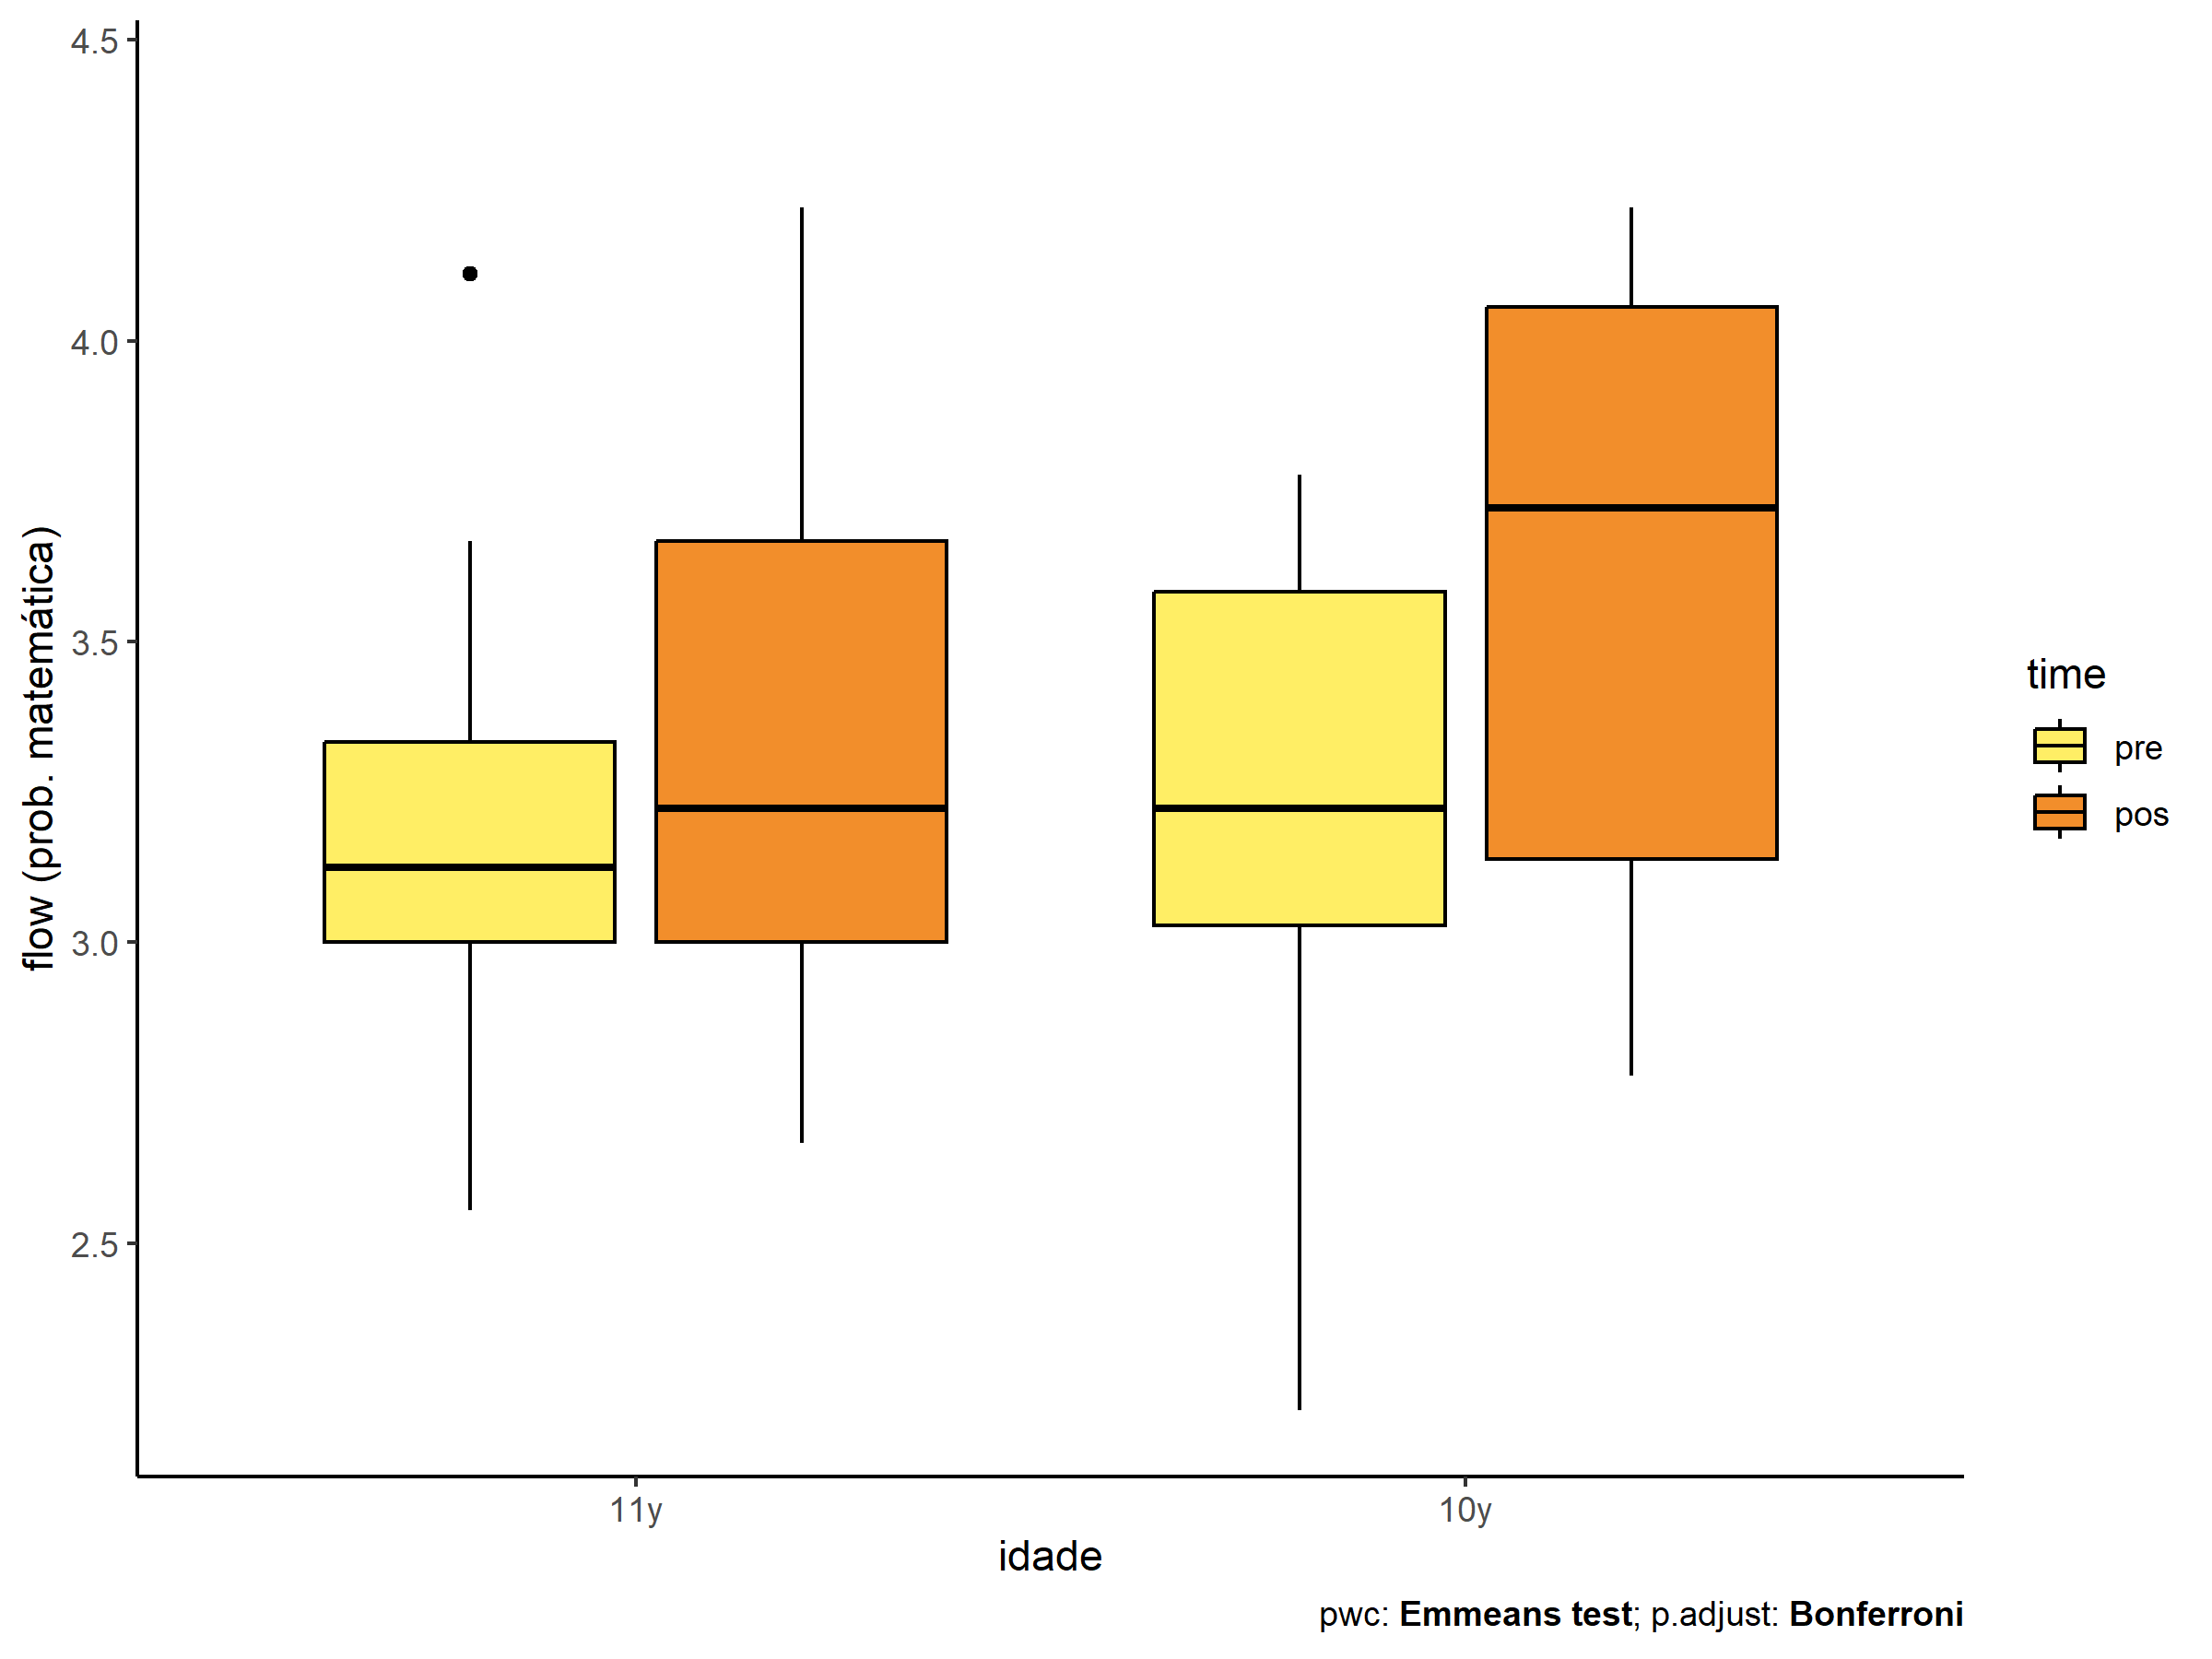 flow (prob. matemática)
4.5
4.0
3.5
3.0
2.5
11y
10y
idade
time
pre
pos
pwc: Emmeans test; p.adjust: Bonferroni